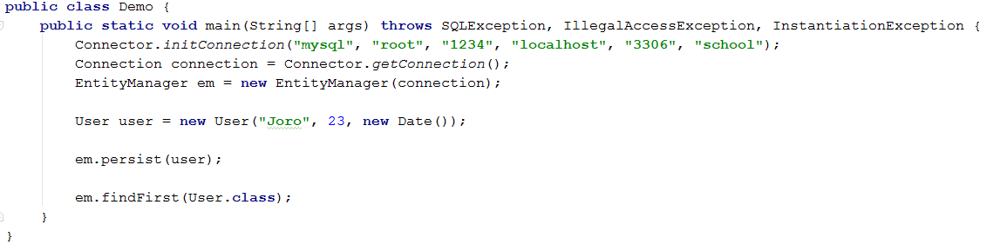 public class Demo {
    public static void main(String[] args) throws SQLException, IllegalAccessException, InstantiationException {
        Connector.initConnection("mysql", "root", "1234", "localhost", "3306", "school");
        Connection connection = Connector.getConnection();
        EntityManager em = new EntityManager(connection);
        User user = new User("Joro", 23, new Date());
        em.persist(user);
        em.findFirst(User.class);
    }
}